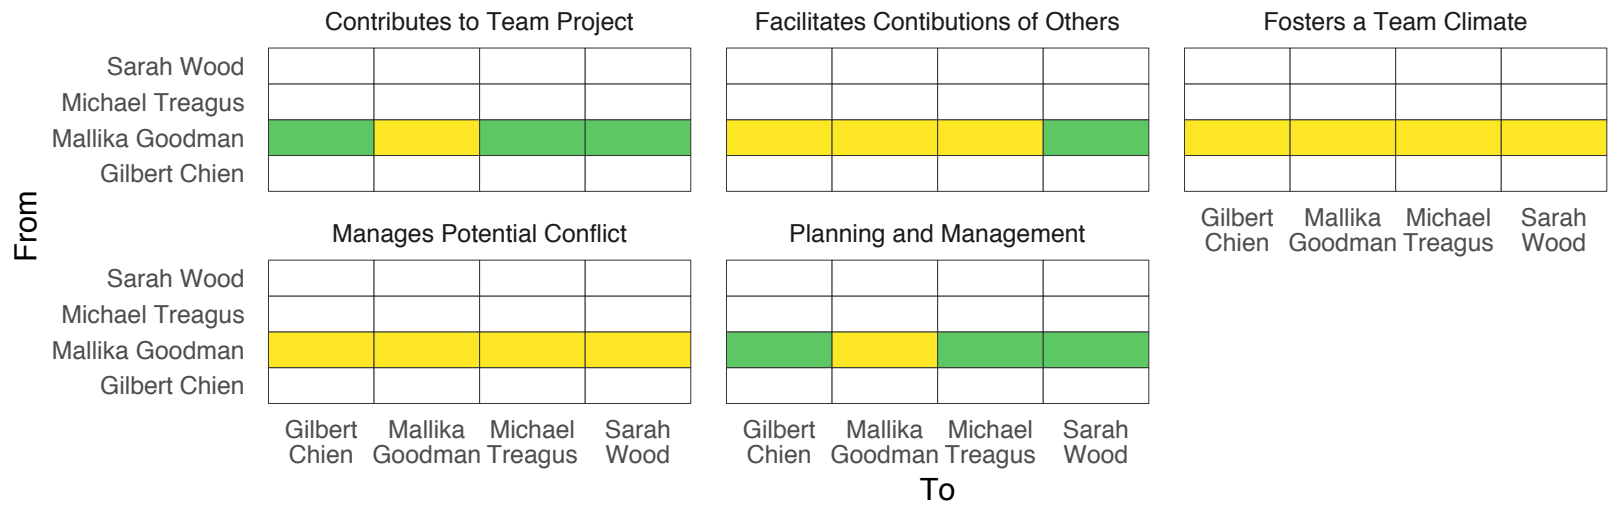 Contributes to Team Project
Facilitates Contibutions of Others
Fosters a Team Climate
Sarah Wood
Michael Treagus
Mallika Goodman
Gilbert Chien
From
Gilbert Chien
Mallika Goodman
Michael Treagus
Sarah Wood
Manages Potential Conflict
Planning and Management
Sarah Wood
Michael Treagus
Mallika Goodman
Gilbert Chien
Gilbert Chien
Mallika Goodman
Michael Treagus
Sarah Wood
Gilbert Chien
Mallika Goodman
Michael Treagus
Sarah Wood
To